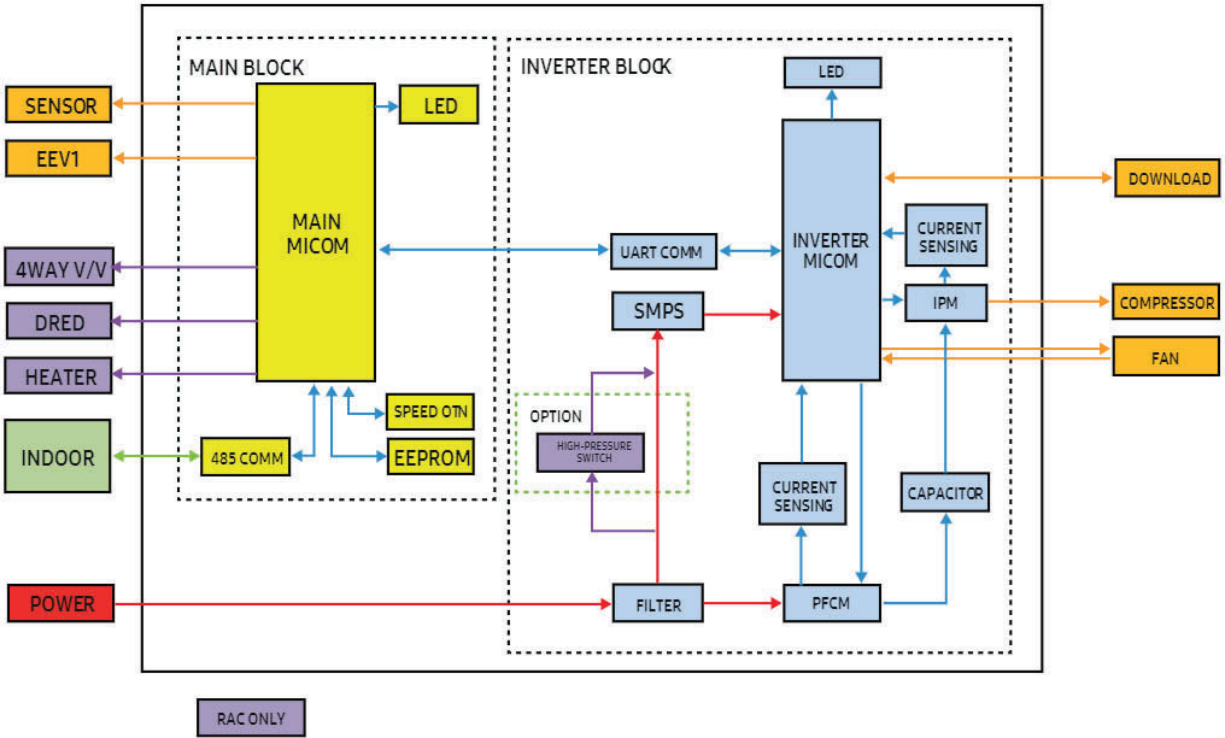 MAIN BLOCK
INVERTER BLOCK
LED
SENSOR
LED
EEV1
DOWNLOAD
MAIN
MICOM
INVERTER
MICOM
CURRENT
SENSING
UART COMM
4WAY V/V
SMPS
IPM
COMPRESSOR
DRED
FAN
HEATER
OPTION
SPEED OTN
HIGH-PRESSURE
SWITCH
INDOOR
485 COMM
EEPROM
CURRENT
SENSING
CAPACITOR
POWER
FILTER
PFCM
RAC ONLY